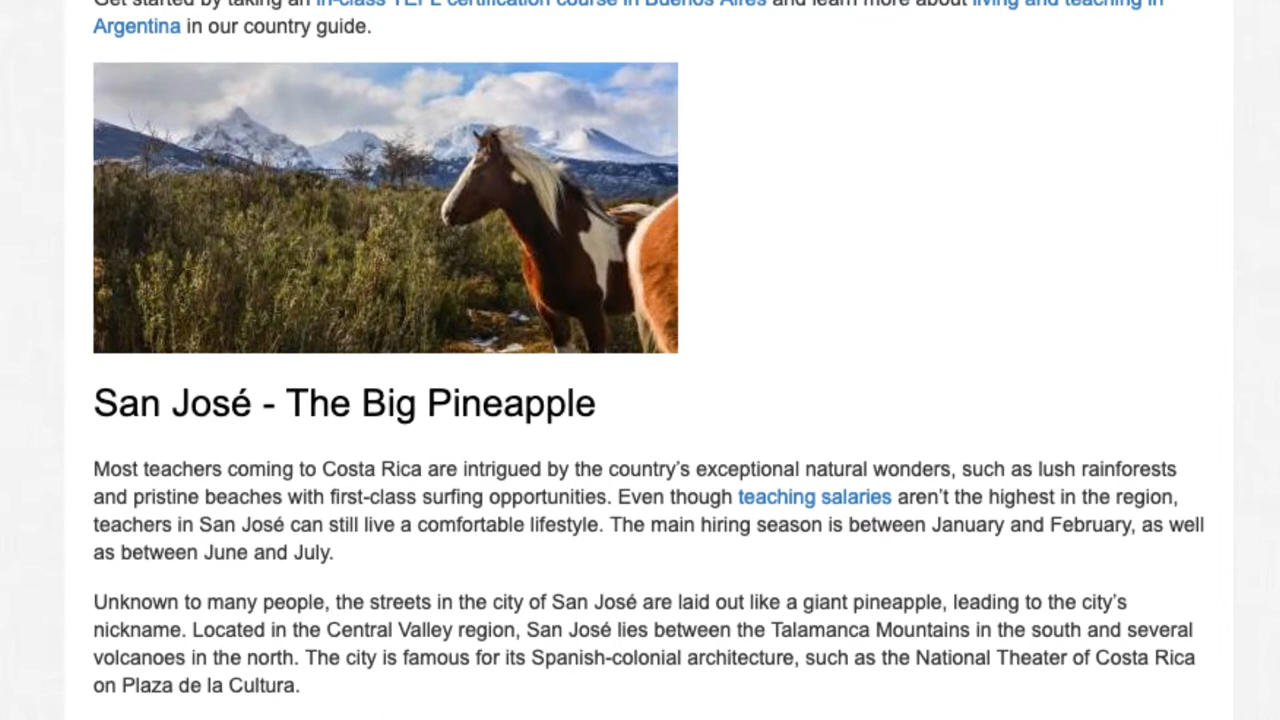 Get started by taking an in-class TEFL certification course in Buenos Aires and learn more about living and teaching in
Argentina in our country guide.
San José - The Big Pineapple
Most teachers coming to Costa Rica are intrigued by the country's exceptional natural wonders, such as lush rainforests
and pristine beaches with first-class surfing opportunities. Even though teaching salaries aren't the highest in the region,
teachers in San José can still live a comfortable lifestyle. The main hiring season is between January and February, as well
as between June and July.
Unknown to many people, the streets in the city of San José are laid out like a giant pineapple, leading to the city's
nickname. Located in the Central Valley region, San José lies between the Talamanca Mountains in the south and several
volcanoes in the north. The city is famous for its Spanish-colonial architecture, such as the National Theater of Costa Rica
on Plaza de la Cultura.